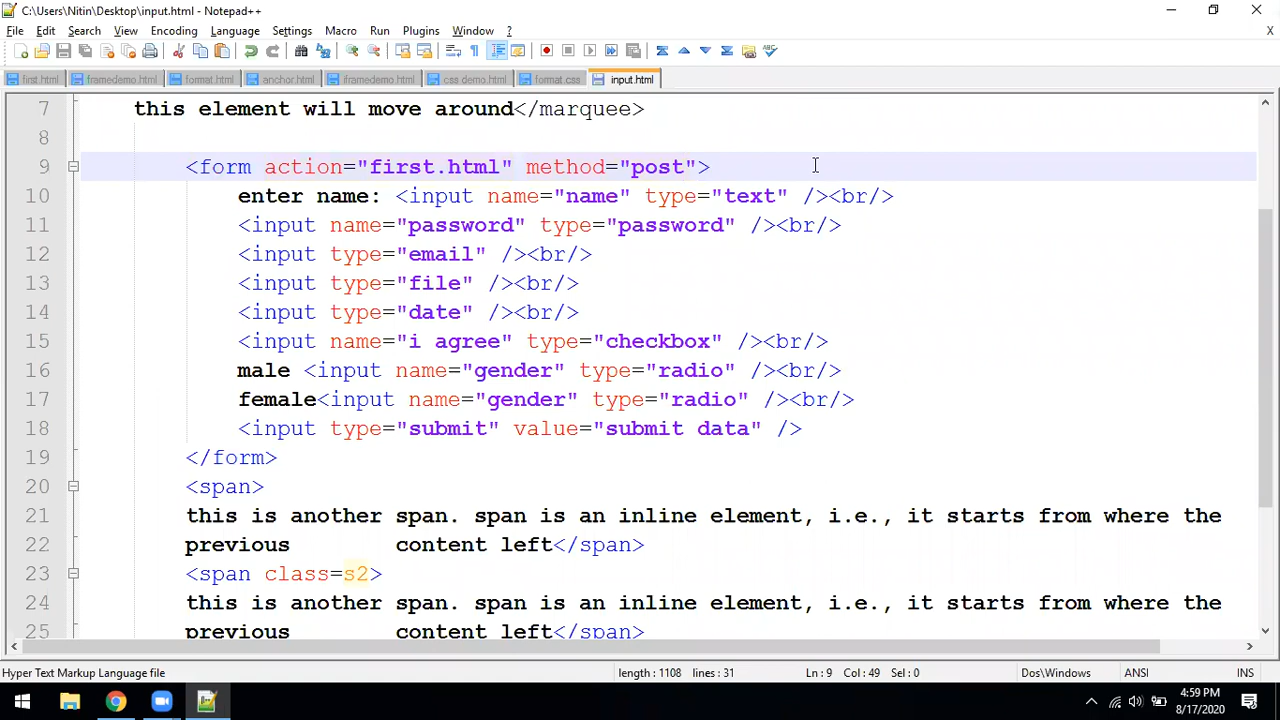 C:\Users\Nitin\Desktop\input.html - Notepad++
File Edit Search View Encoding Language Settings Macro Run Plugins Window ? X
first.html framedemo.html format.html anchor.html iframedemo.html css demo.html format.css input.html
7 this element will move around</marquee>
8
9 <form action="first.html" method="post">
10 enter name: <input name="name" type="text" /><br/>
11 <input name="password" type="password" /><br/>
12 <input type="email" /><br/>
13 <input type="file" /><br/>
14 <input type="date" /><br/>
15 <input name="i agree" type="checkbox" /><br/>
16 male <input name="gender" type="radio" /><br/>
17 female<input name="gender" type="radio" /><br/>
18 <input type="submit" value="submit data" />
19 </form>
20 <span>
21 this is another span. span is an inline element, i.e., it starts from where the
22 previous content left</span>
23 <span class=s2>
24 this is another span. span is an inline element, i.e., it starts from where the
25 previous content left</span>
Hyper Text Markup Language file length : 1108 lines : 31 Ln : 9 Col : 49 Sel : 0 Dos\Windows ANSI INS
4:59 PM
8/17/2020